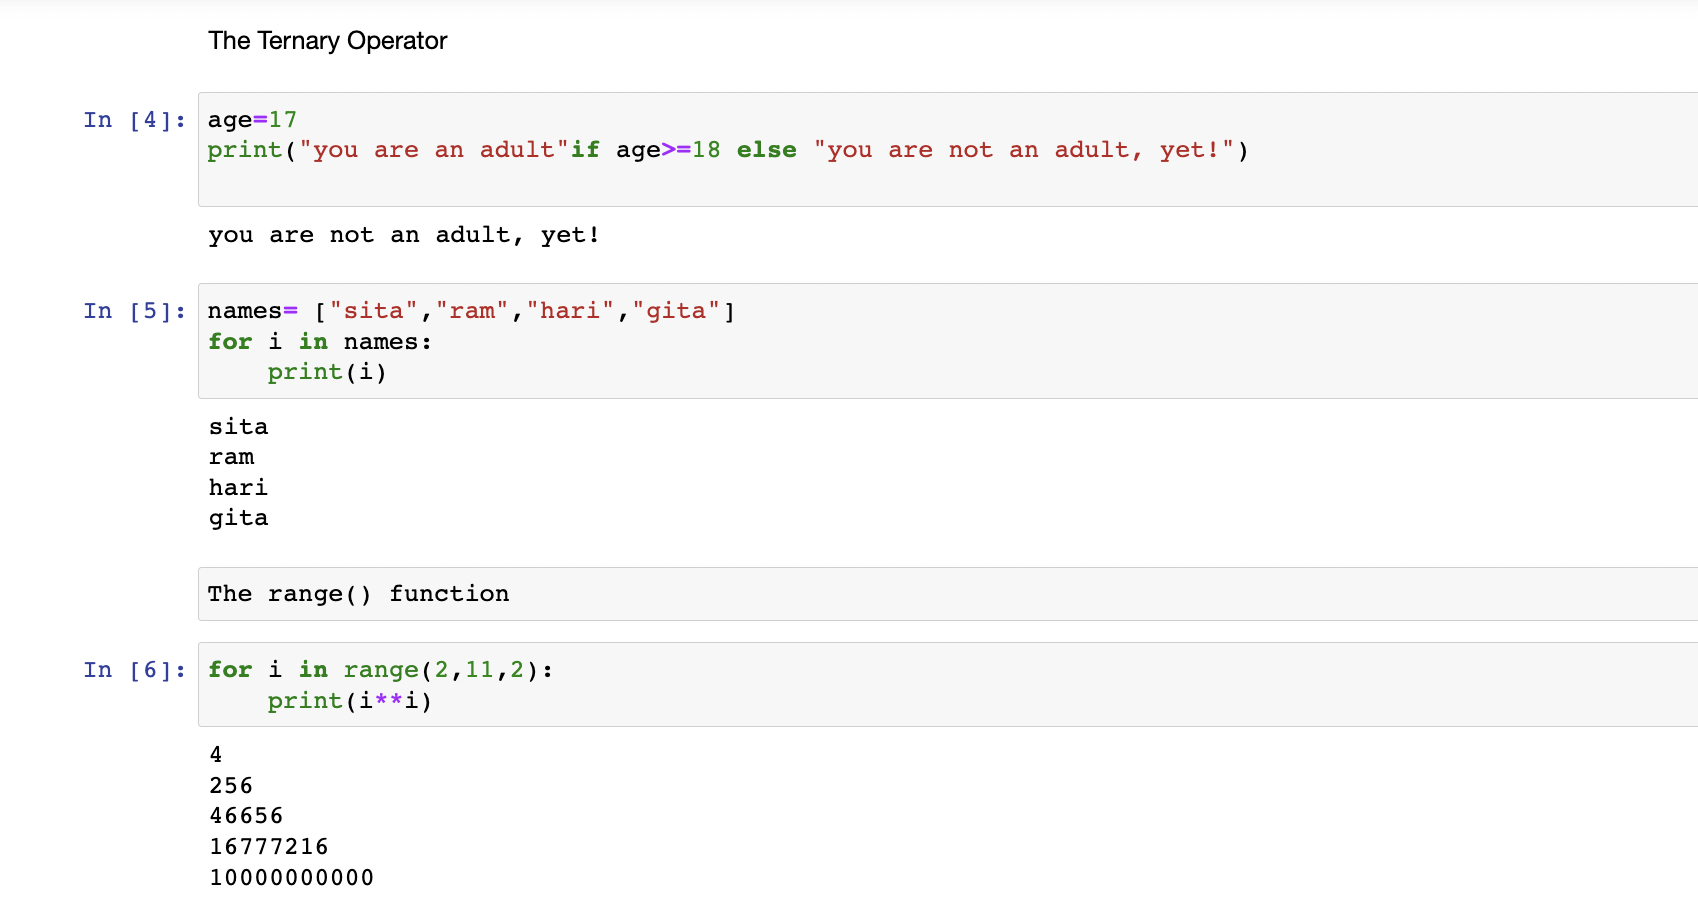 The Ternary Operator
In [4]:
age=17
print("you are an adult"if age>=18 else "you are not an adult, yet!")
you are not an adult, yet!
In [5]:
names= ["sita","ram","hari","gita"]
for i in names:
    print(i)
sita
ram
hari
gita
The range() function
In [6]:
for i in range(2,11,2):
    print(i**i)
4
256
46656
16777216
10000000000